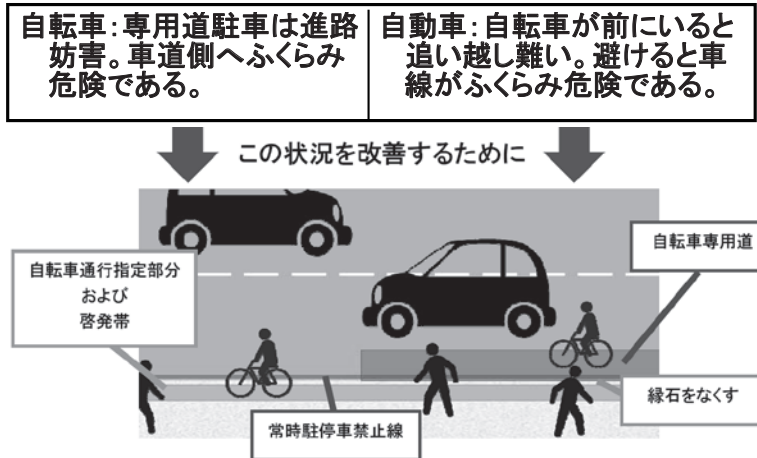 自転車：専用道駐車は進路
妨害。車道側へふくらみ
危険である。
自動車：自転車が前にいると
追い越し難い。避けると車
線がふくらみ危険である。
この状況を改善するために
自転車専用道
自転車通行指定部分
および
啓発帯
縁石をなくす
常時駐停車禁止線